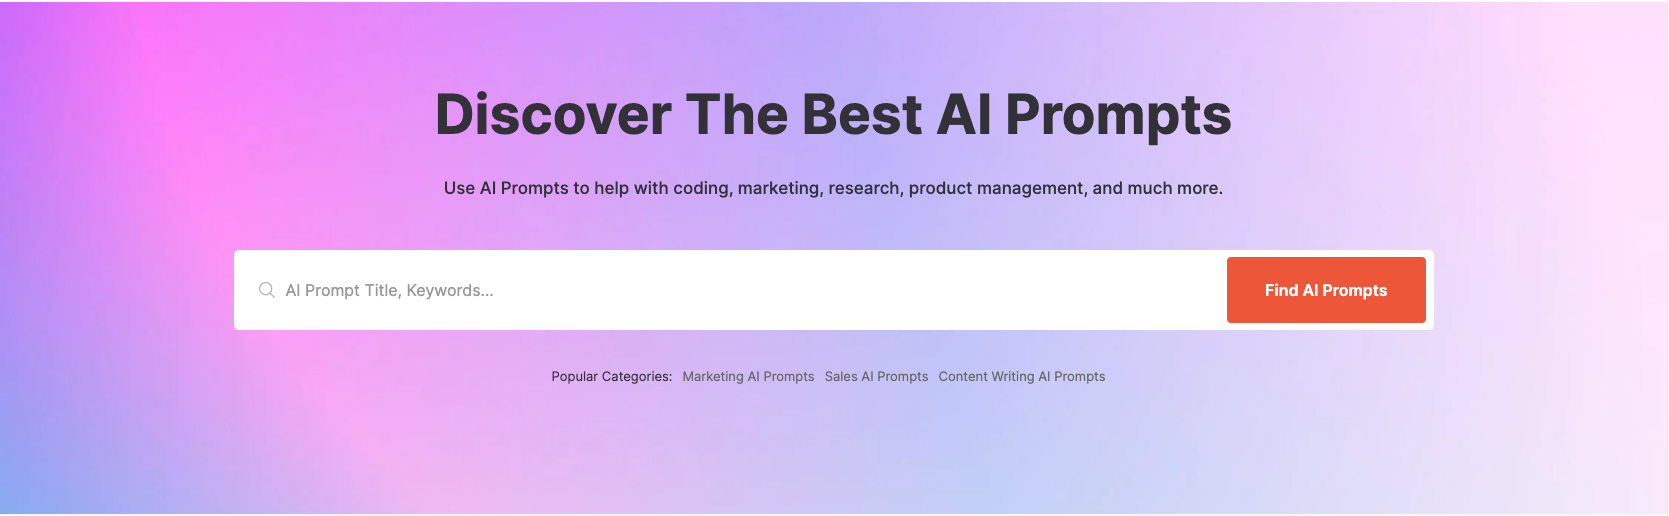 Discover The Best AI Prompts
Use AI Prompts to help with coding, marketing, research, product management, and much more.
AI Prompt Title, Keywords...
Find AI Prompts
Popular Categories: Marketing AI Prompts Sales AI Prompts Content Writing AI Prompts